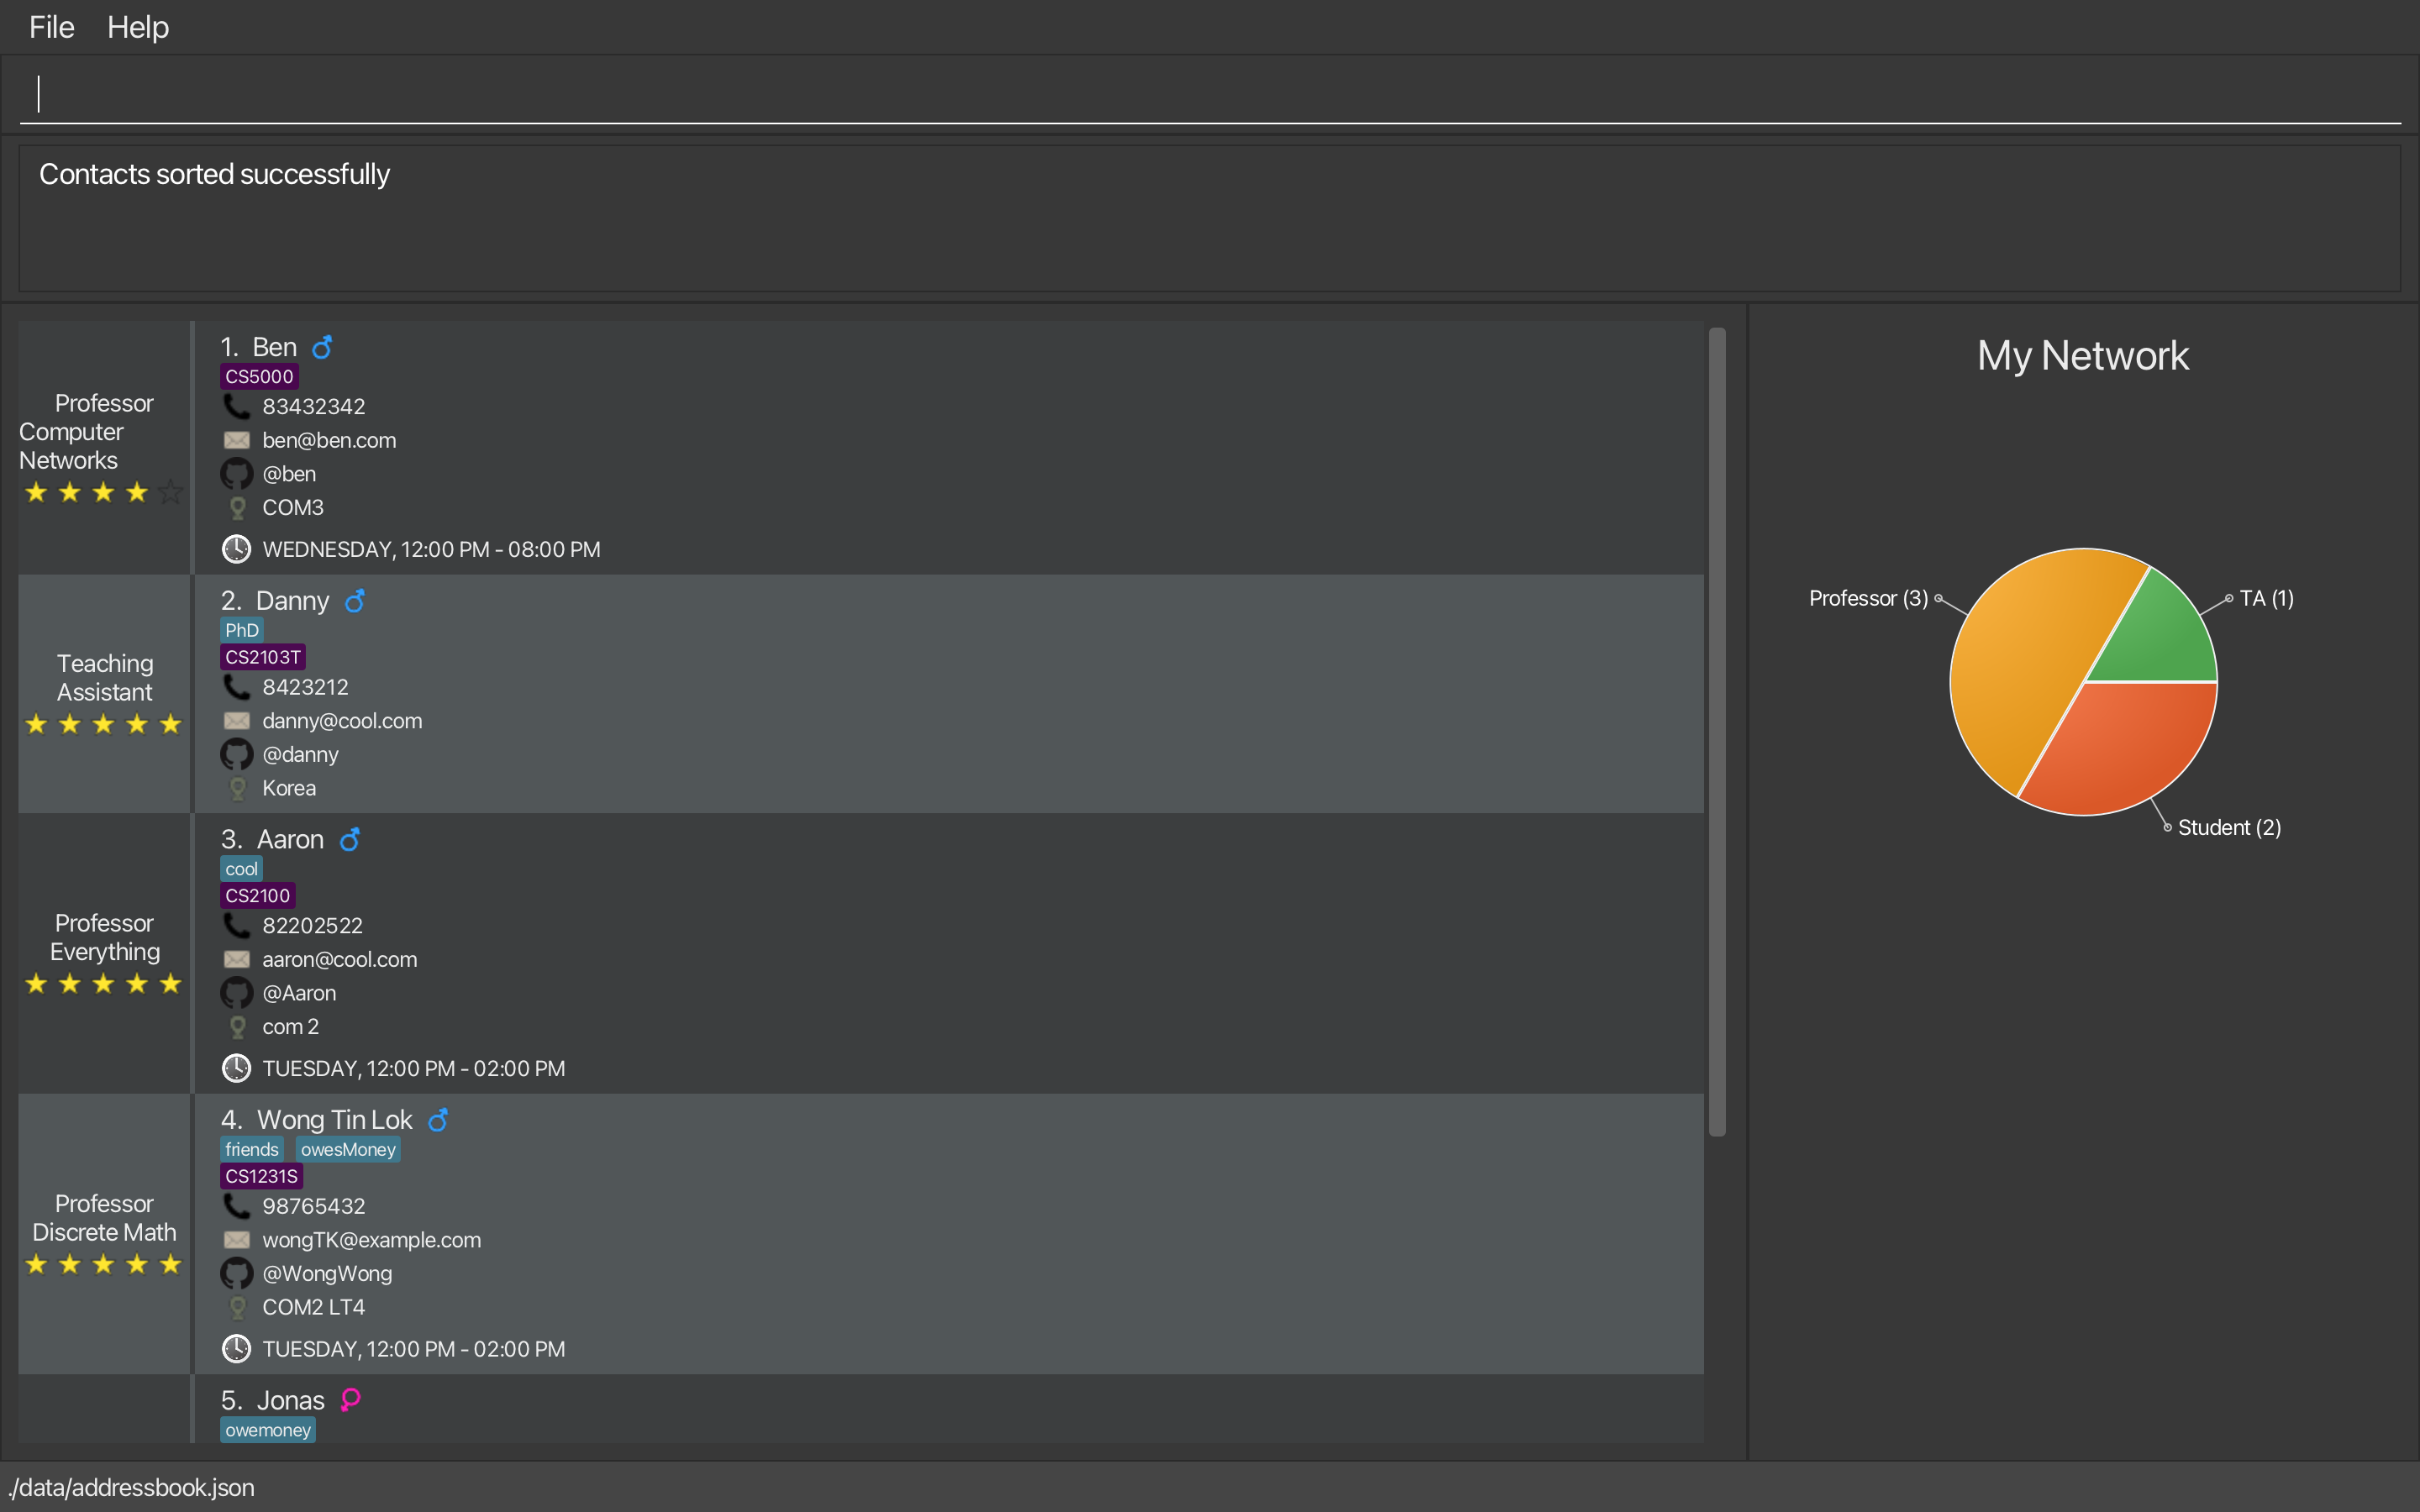 File Help
Contacts sorted successfully
Professor
Computer
Networks
1. Ben
CS5000
83432342
ben@ben.com
@ben
COM3
WEDNESDAY, 12:00 PM - 08:00 PM
Teaching
Assistant
2. Danny
PhD
CS2103T
8423212
danny@cool.com
@danny
Korea
Professor
Everything
3. Aaron
cool
CS2100
82202522
aaron@cool.com
@Aaron
com 2
TUESDAY, 12:00 PM - 02:00 PM
Professor
Discrete Math
4. Wong Tin Lok
friends owesMoney
CS1231S
98765432
wongTK@example.com
@WongWong
COM2 LT4
TUESDAY, 12:00 PM - 02:00 PM
5. Jonas
owemoney
My Network
Professor (3)
TA (1)
Student (2)
./data/addressbook.json